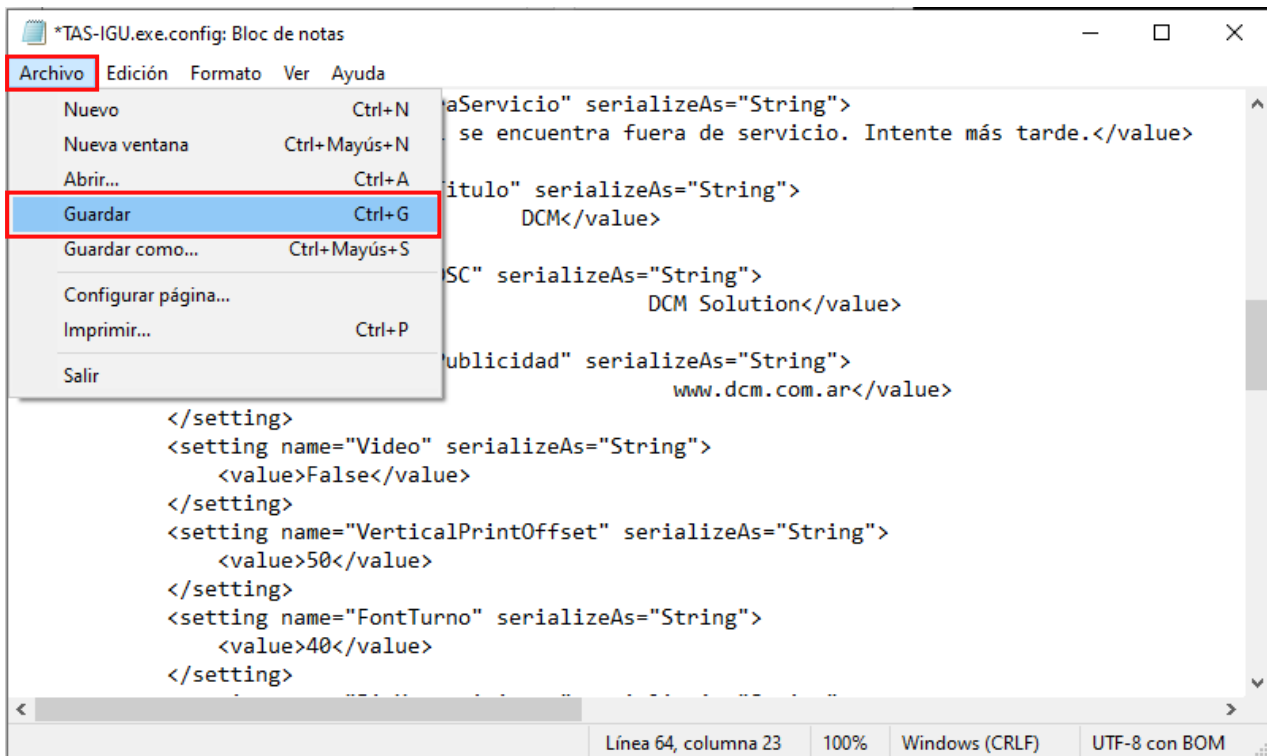 *TAS-IGU.exe.config: Bloc de notas
Archivo Edición Formato Ver Ayuda
Nuevo Ctrl+N
Nueva ventana Ctrl+Mayús+N
Abrir... Ctrl+A
Guardar Ctrl+G
Guardar como... Ctrl+Mayús+S
Configurar página...
Imprimir... Ctrl+P
Salir
aServicio" serializeAs="String">
se encuentra fuera de servicio. Intente más tarde.</value>
itulo" serializeAs="String">
DCM</value>
SC" serializeAs="String">
DCM Solution</value>
ublicidad" serializeAs="String">
www.dcm.com.ar</value>
</setting>
<setting name="Video" serializeAs="String">
<value>False</value>
</setting>
<setting name="VerticalPrintOffset" serializeAs="String">
<value>50</value>
</setting>
<setting name="FontTurno" serializeAs="String">
<value>40</value>
</setting>
Línea 64, columna 23 100% Windows (CRLF) UTF-8 con BOM